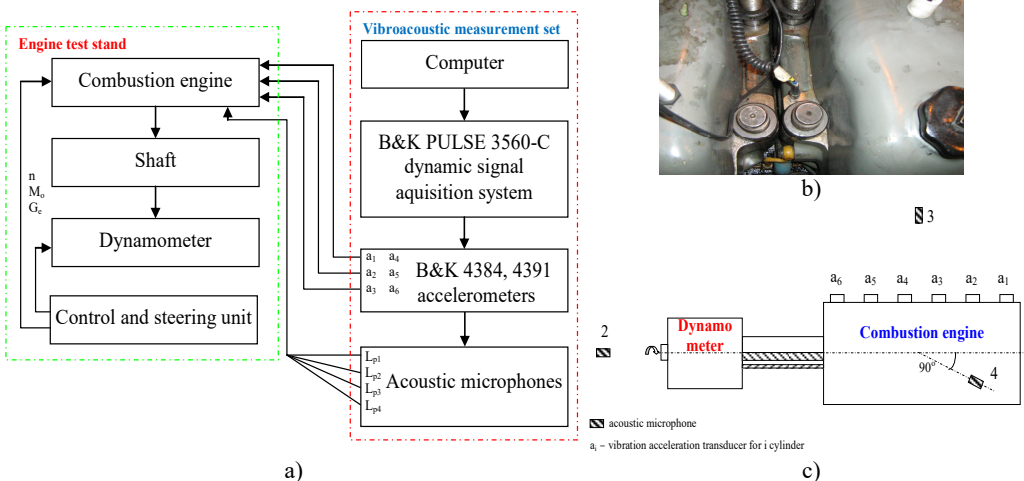 Engine test stand
Combustion engine
Shaft
n
Mₒ
Gₑ
Dynamometer
Control and steering unit
Vibroacoustic measurement set
Computer
B&K PULSE 3560-C
dynamic signal
aquisition system
a₁ a₄
a₂ a₅
a₃ a₆
B&K 4384, 4391
accelerometers
Lₚ₁
Lₚ₂
Lₚ₃
Lₚ₄
Acoustic microphones
a)
b)
3
a₆ a₅ a₄ a₃ a₂ a₁
2
Dynamo
meter
Combustion engine
90°
4
acoustic microphone
aᵢ – vibration acceleration transducer for i cylinder
c)